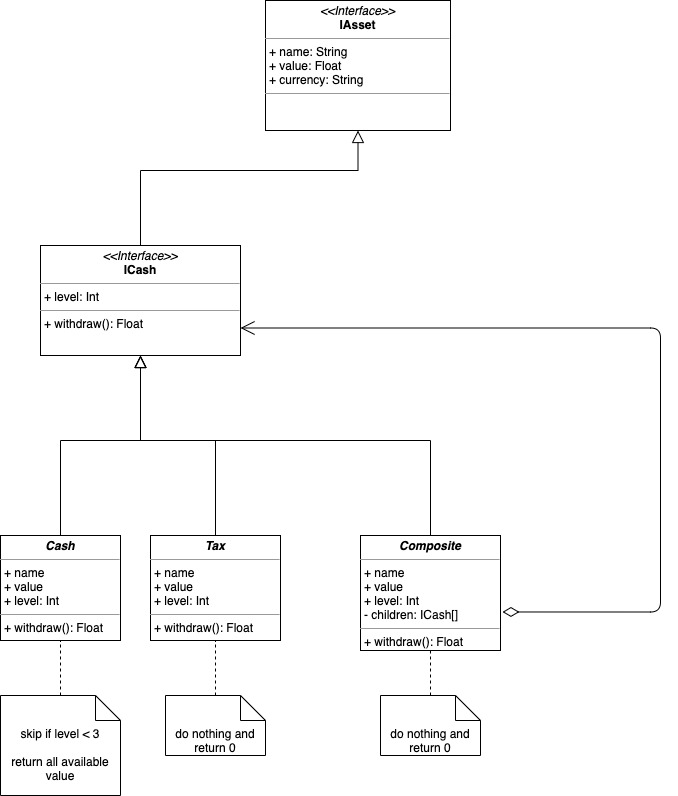 <<Interface>>
IAsset
+ name: String
+ value: Float
+ currency: String
<<Interface>>
ICash
+ level: Int
+ withdraw(): Float
Cash
+ name
+ value
+ level: Int
+ withdraw(): Float
Tax
+ name
+ value
+ level: Int
+ withdraw(): Float
Composite
+ name
+ value
+ level: Int
- children: ICash[]
+ withdraw(): Float
skip if level < 3
return all available
value
do nothing and
return 0
do nothing and
return 0